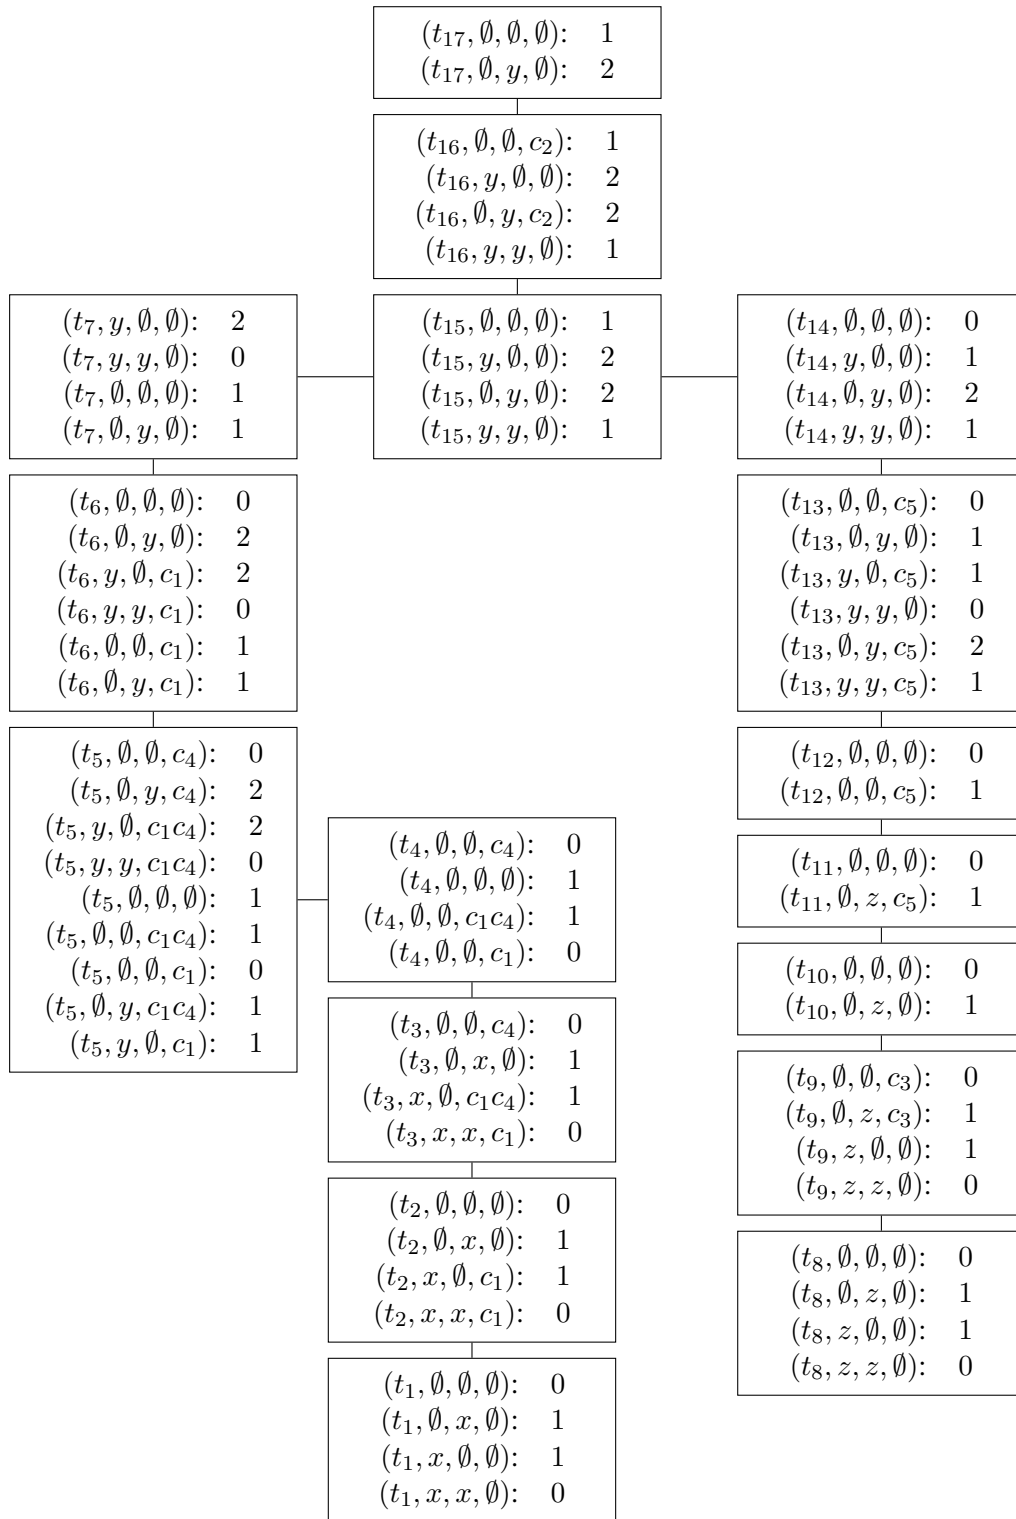 (t₁₇, ∅, ∅, ∅): 1
(t₁₇, ∅, y, ∅): 2
(t₁₆, ∅, ∅, c₂): 1
(t₁₆, y, ∅, ∅): 2
(t₁₆, ∅, y, c₂): 2
(t₁₆, y, y, ∅): 1
(t₇, y, ∅, ∅): 2
(t₇, y, y, ∅): 0
(t₇, ∅, ∅, ∅): 1
(t₇, ∅, y, ∅): 1
(t₁₅, ∅, ∅, ∅): 1
(t₁₅, y, ∅, ∅): 2
(t₁₅, ∅, y, ∅): 2
(t₁₅, y, y, ∅): 1
(t₁₄, ∅, ∅, ∅): 0
(t₁₄, y, ∅, ∅): 1
(t₁₄, ∅, y, ∅): 2
(t₁₄, y, y, ∅): 1
(t₆, ∅, ∅, ∅): 0
(t₆, ∅, y, ∅): 2
(t₆, y, ∅, c₁): 2
(t₆, y, y, c₁): 0
(t₆, ∅, ∅, c₁): 1
(t₆, ∅, y, c₁): 1
(t₁₃, ∅, ∅, c₅): 0
(t₁₃, ∅, y, ∅): 1
(t₁₃, y, ∅, c₅): 1
(t₁₃, y, y, ∅): 0
(t₁₃, ∅, y, c₅): 2
(t₁₃, y, y, c₅): 1
(t₅, ∅, ∅, c₄): 0
(t₅, ∅, y, c₄): 2
(t₅, y, ∅, c₁c₄): 2
(t₅, y, y, c₁c₄): 0
(t₅, ∅, ∅, ∅): 1
(t₅, ∅, ∅, c₁c₄): 1
(t₅, ∅, ∅, c₁): 0
(t₅, ∅, y, c₁c₄): 1
(t₅, y, ∅, c₁): 1
(t₄, ∅, ∅, c₄): 0
(t₄, ∅, ∅, ∅): 1
(t₄, ∅, ∅, c₁c₄): 1
(t₄, ∅, ∅, c₁): 0
(t₁₂, ∅, ∅, ∅): 0
(t₁₂, ∅, ∅, c₅): 1
(t₁₁, ∅, ∅, ∅): 0
(t₁₁, ∅, z, c₅): 1
(t₁₀, ∅, ∅, ∅): 0
(t₁₀, ∅, z, ∅): 1
(t₃, ∅, ∅, c₄): 0
(t₃, ∅, x, ∅): 1
(t₃, x, ∅, c₁c₄): 1
(t₃, x, x, c₁): 0
(t₉, ∅, ∅, c₃): 0
(t₉, ∅, z, c₃): 1
(t₉, z, ∅, ∅): 1
(t₉, z, z, ∅): 0
(t₂, ∅, ∅, ∅): 0
(t₂, ∅, x, ∅): 1
(t₂, x, ∅, c₁): 1
(t₂, x, x, c₁): 0
(t₈, ∅, ∅, ∅): 0
(t₈, ∅, z, ∅): 1
(t₈, z, ∅, ∅): 1
(t₈, z, z, ∅): 0
(t₁, ∅, ∅, ∅): 0
(t₁, ∅, x, ∅): 1
(t₁, x, ∅, ∅): 1
(t₁, x, x, ∅): 0